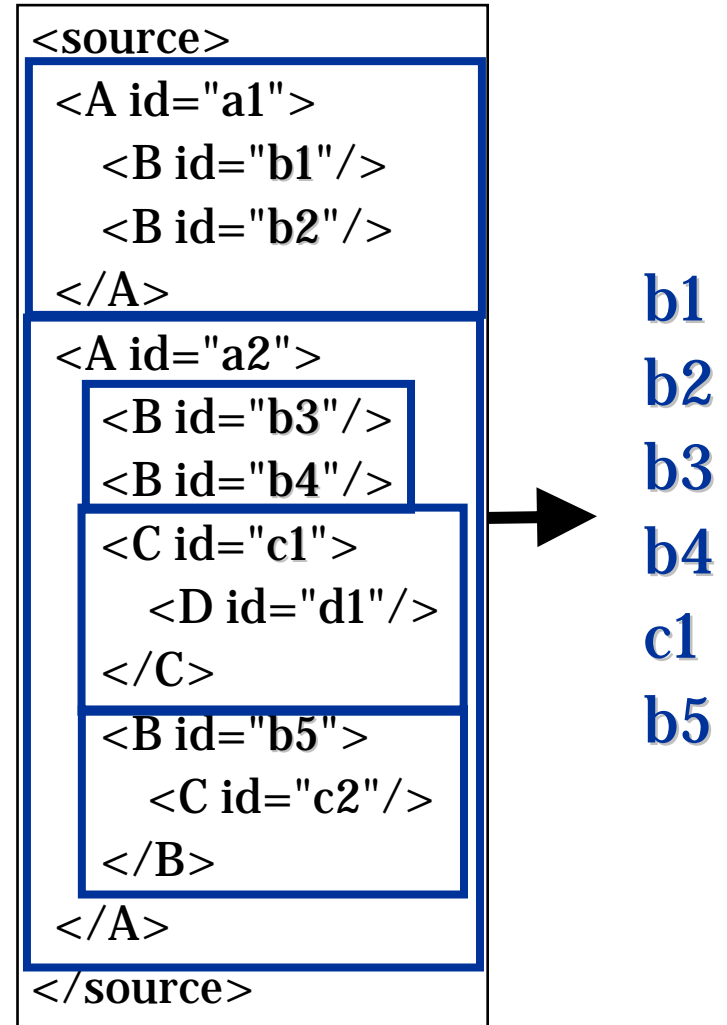 <source>
<A id="a1">
<B id="b1"/>
<B id="b2"/>
</A>
<A id="a2">
<B id="b3"/>
<B id="b4"/>
<C id="c1">
<D id="d1"/>
</C>
<B id="b5">
<C id="c2"/>
</B>
</A>
</source>
b1
b2
b3
b4
c1
b5